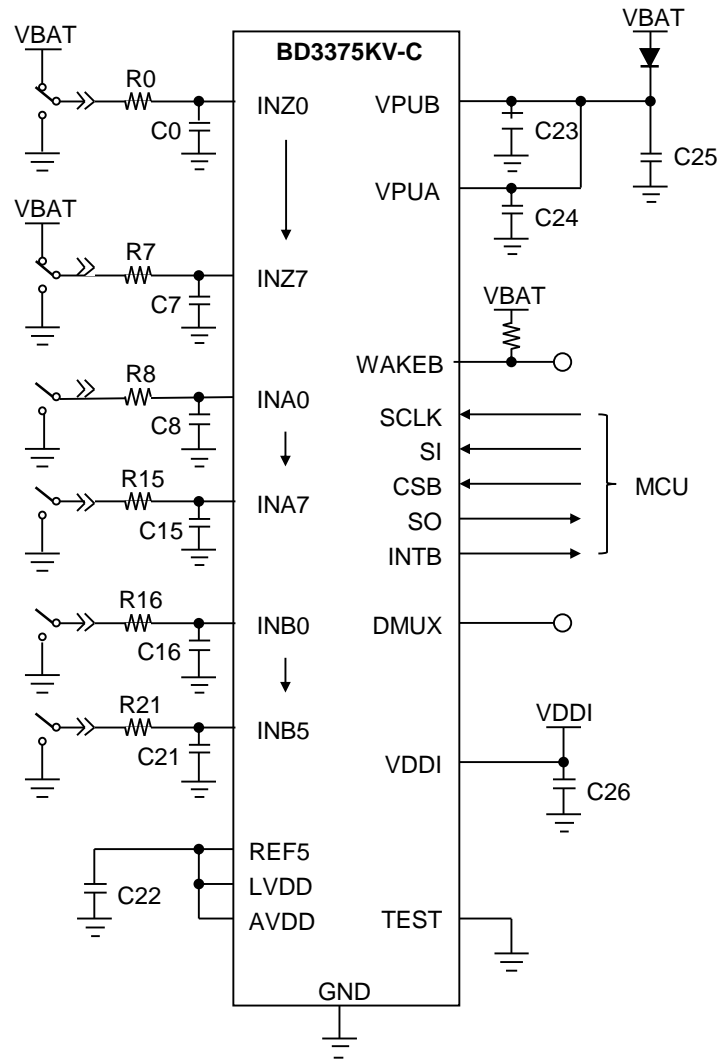 VBAT
R0
C0
VBAT
R7
C7
R8
C8
R15
C15
R16
C16
R21
C21
C22
BD3375KV-C
INZ0
INZ7
INA0
INA7
INB0
INB5
REF5
LVDD
AVDD
GND
VPUB
VPUA
WAKEB
SCLK
SI
CSB
SO
INTB
DMUX
VDDI
TEST
VBAT
C23
C25
C24
VBAT
MCU
VDDI
C26